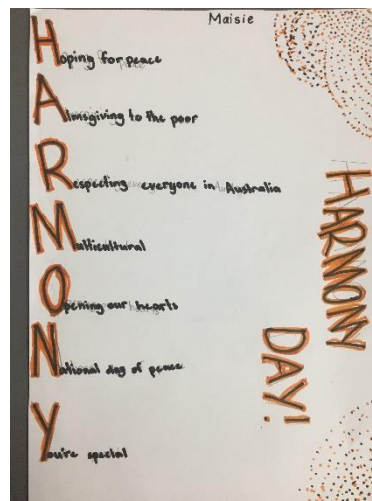 Maisie
Hoping for peace
Almsgiving to the poor
Respecting everyone in Australia
Multicultural
Opening our hearts
National day of peace
You're special
HARMONY
DAY!